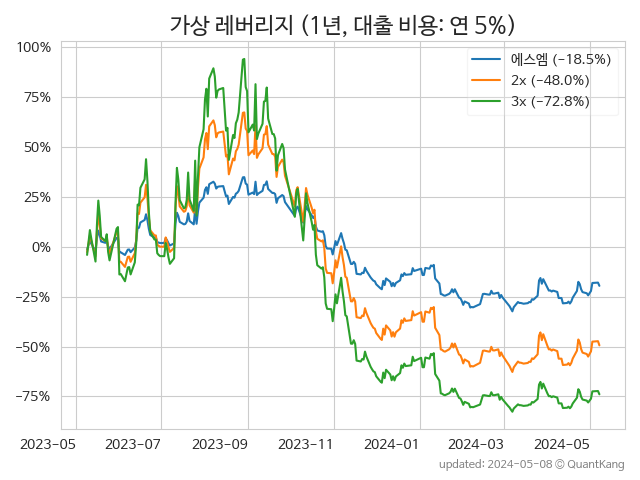 가상 레버리지 (1년, 대출 비용: 연 5%)
100%
75%
50%
25%
0%
−25%
−50%
−75%
에스엠 (−18.5%)
2x (−48.0%)
3x (−72.8%)
2023-05 2023-07 2023-09 2023-11 2024-01 2024-03 2024-05
updated: 2024-05-08 © QuantKang